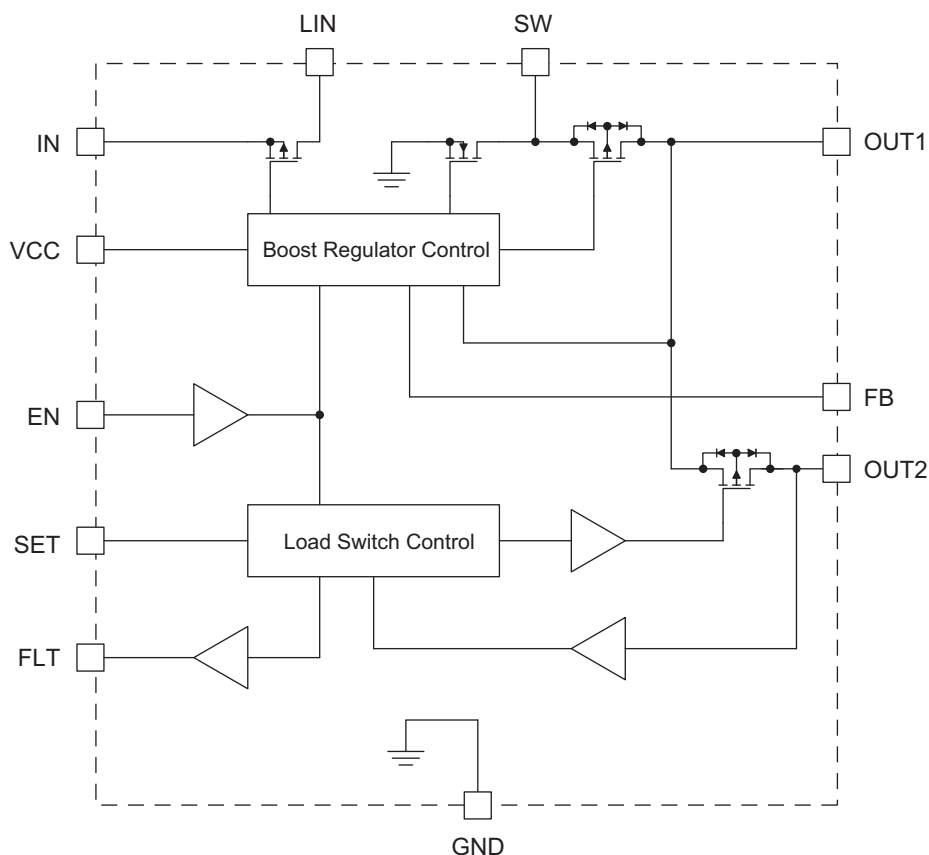 LIN
SW
IN
OUT1
VCC
Boost Regulator Control
EN
FB
OUT2
SET
Load Switch Control
FLT
GND